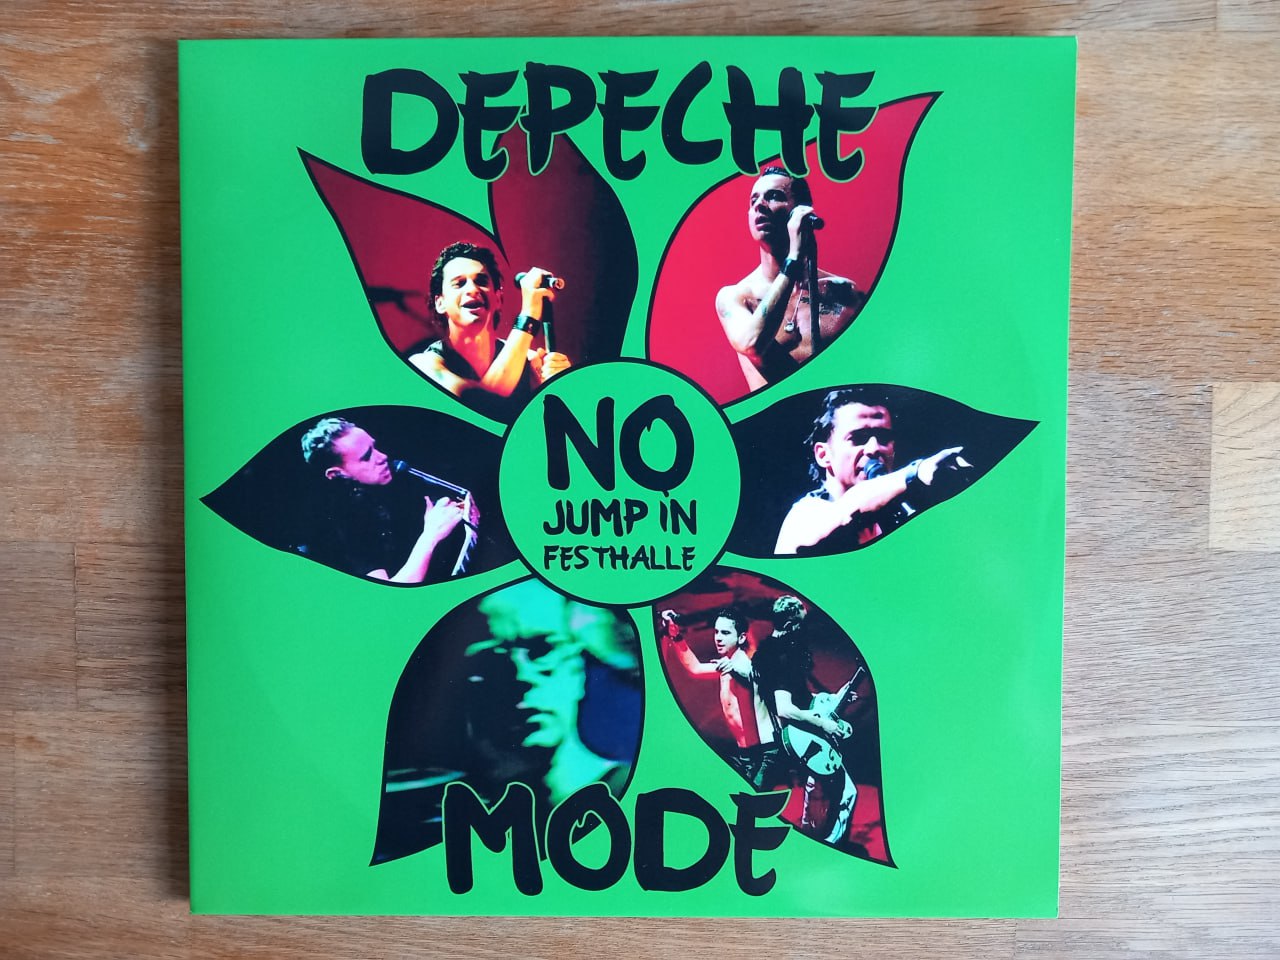 DEPECHE
NO
JUMP IN
FESTHALLE
MODE